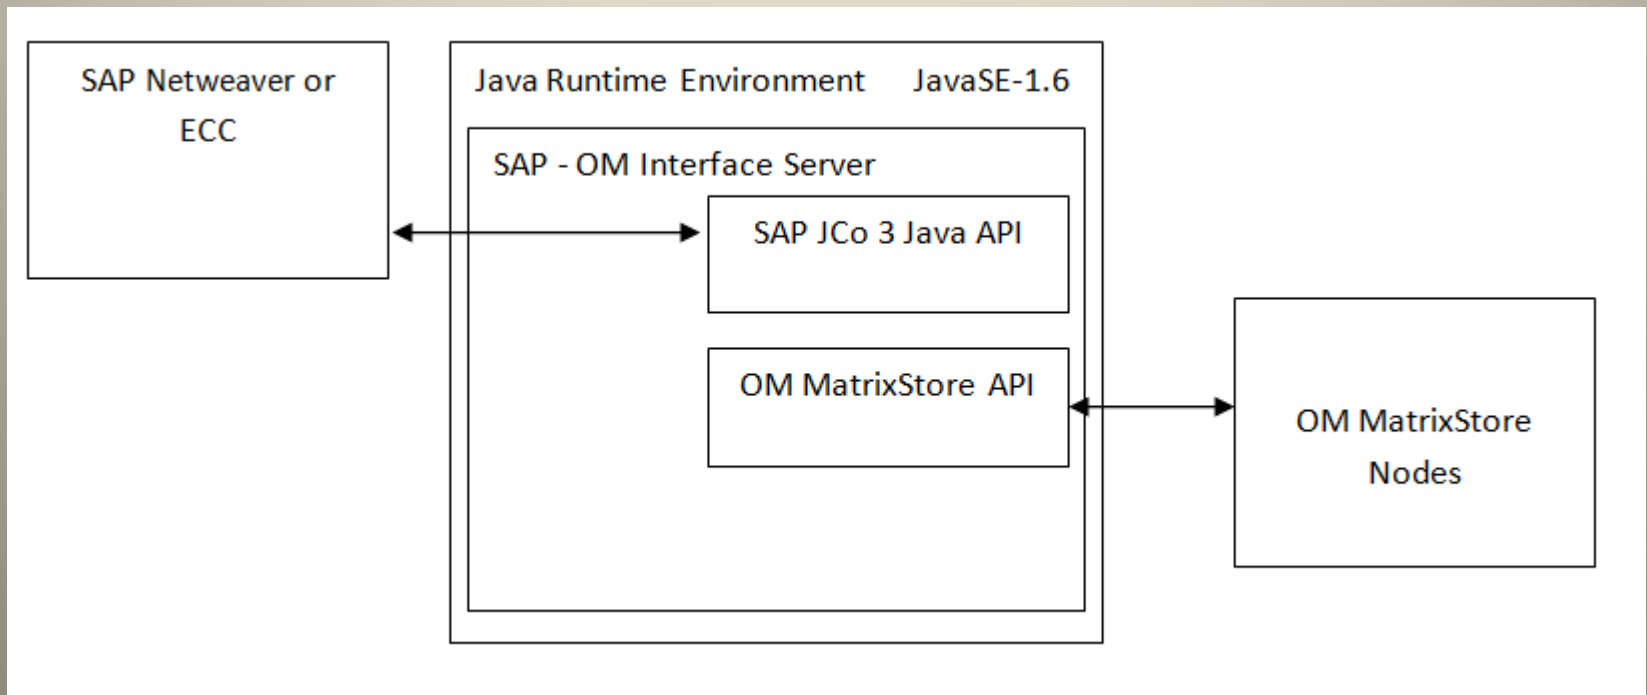 SAP Netweaver or
ECC
Java Runtime Environment JavaSE-1.6
SAP - OM Interface Server
SAP JCo 3 Java API
OM MatrixStore API
OM MatrixStore
Nodes